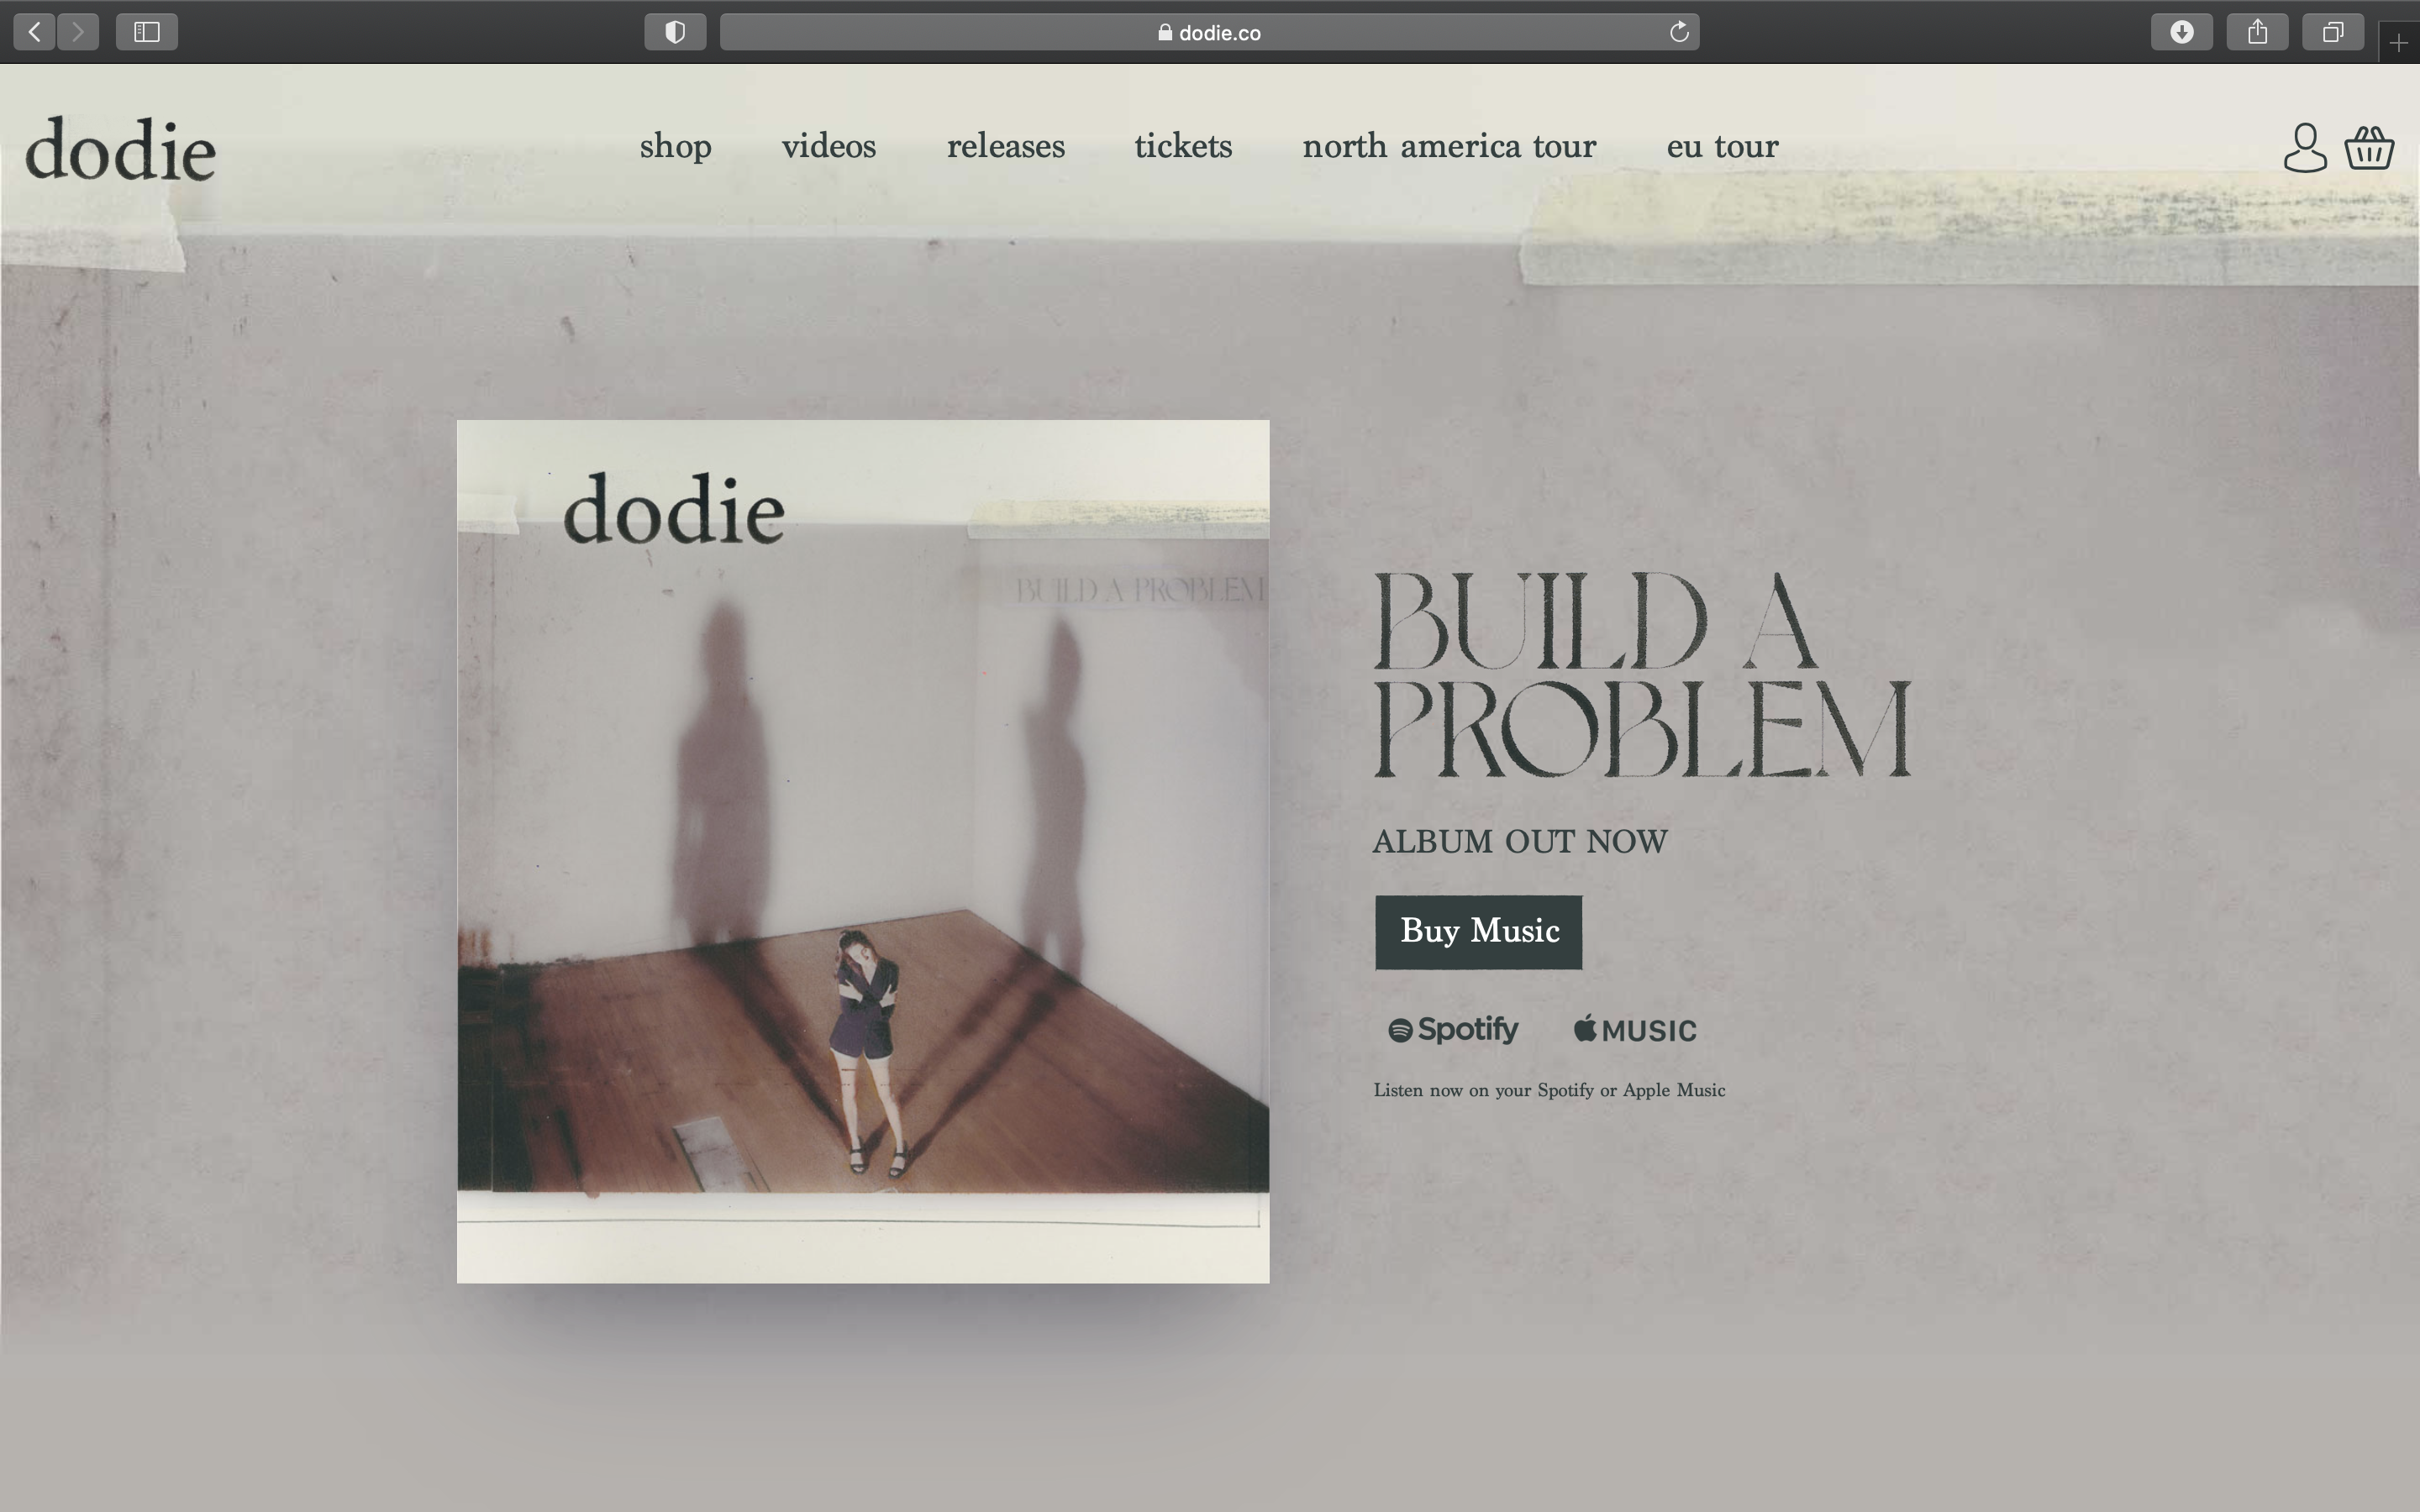 dodie.co
dodie
shop videos releases tickets north america tour eu tour
dodie
BUILD A PROBLEM
BUILD A
PROBLEM
ALBUM OUT NOW
Buy Music
Spotify MUSIC
Listen now on your Spotify or Apple Music